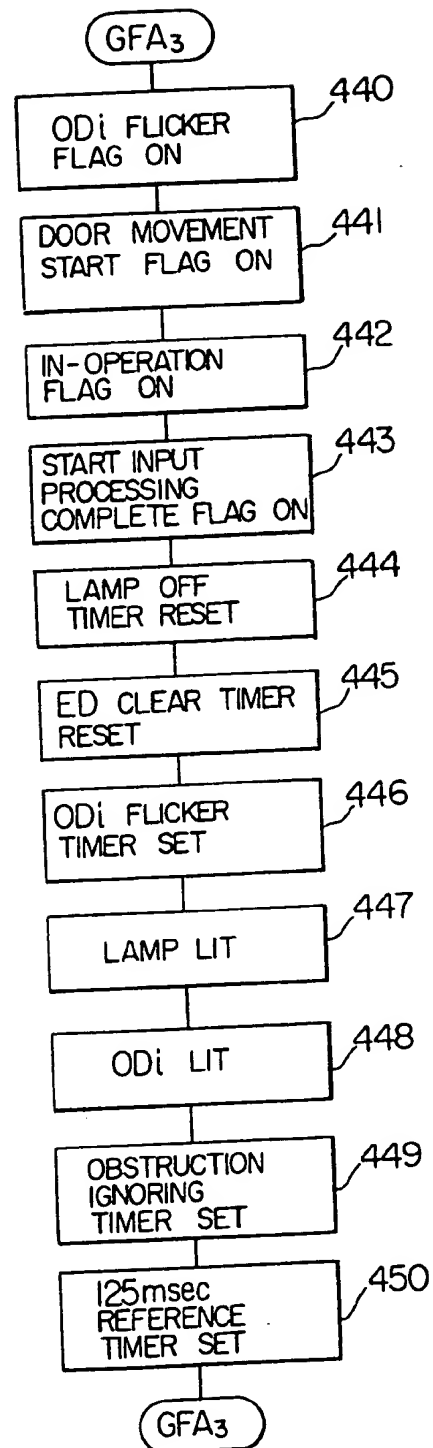 GFA3
440
ODi FLICKER
FLAG ON
441
DOOR MOVEMENT
START FLAG ON
442
IN-OPERATION
FLAG ON
443
START INPUT
PROCESSING
COMPLETE FLAG ON
444
LAMP OFF
TIMER RESET
445
ED CLEAR TIMER
RESET
446
ODi FLICKER
TIMER SET
447
LAMP LIT
448
ODi LIT
449
OBSTRUCTION
IGNORING
TIMER SET
450
125msec
REFERENCE
TIMER SET
GFA3